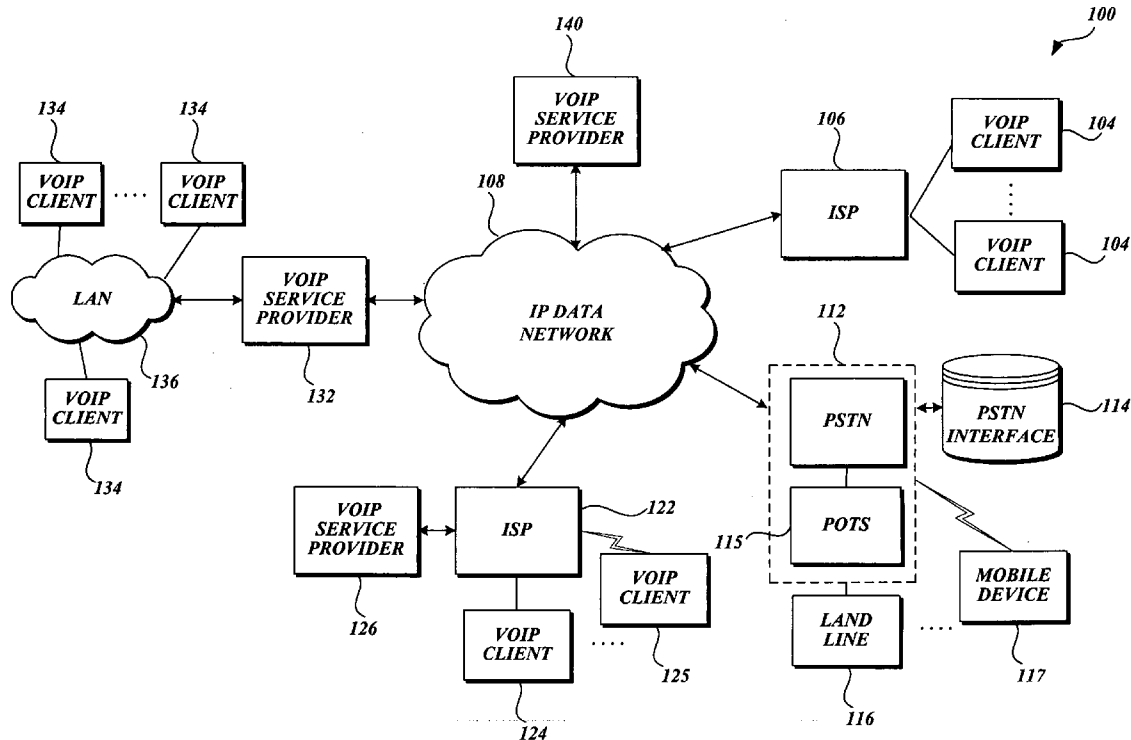 100
140
VOIP
SERVICE
PROVIDER
134
134
VOIP
CLIENT
....
VOIP
CLIENT
106
ISP
VOIP
CLIENT
104
VOIP
CLIENT
104
108
LAN
136
VOIP
SERVICE
PROVIDER
132
IP DATA
NETWORK
VOIP
CLIENT
134
112
PSTN
PSTN
INTERFACE
114
115
POTS
VOIP
SERVICE
PROVIDER
126
ISP
122
VOIP
CLIENT
125
VOIP
CLIENT
....
124
LAND
LINE
116
....
MOBILE
DEVICE
117